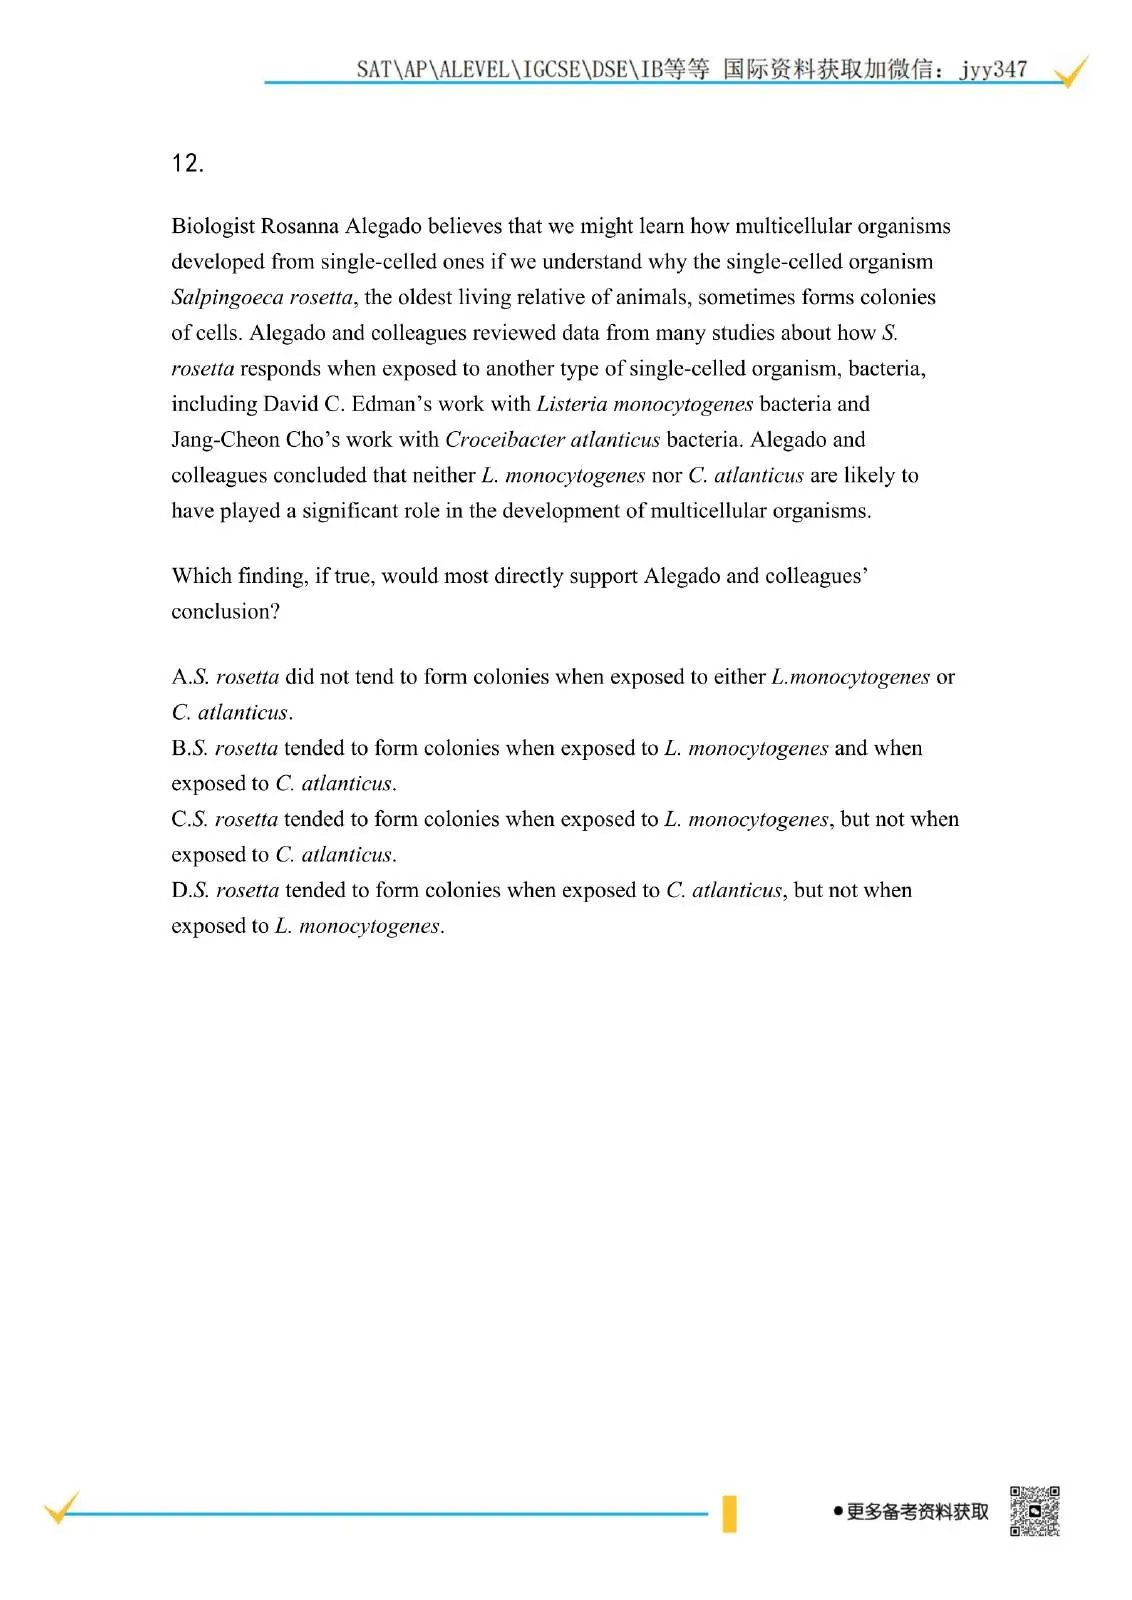 SAT\AP\ALEVEL\IGCSE\DSE\IB等等 国际资料获取加微信：jyy347
12.
Biologist Rosanna Alegado believes that we might learn how multicellular organisms
developed from single-celled ones if we understand why the single-celled organism
Salpingoeca rosetta, the oldest living relative of animals, sometimes forms colonies
of cells. Alegado and colleagues reviewed data from many studies about how S.
rosetta responds when exposed to another type of single-celled organism, bacteria,
including David C. Edman’s work with Listeria monocytogenes bacteria and
Jang-Cheon Cho’s work with Croceibacter atlanticus bacteria. Alegado and
colleagues concluded that neither L. monocytogenes nor C. atlanticus are likely to
have played a significant role in the development of multicellular organisms.
Which finding, if true, would most directly support Alegado and colleagues’
conclusion?
A.S. rosetta did not tend to form colonies when exposed to either L.monocytogenes or
C. atlanticus.
B.S. rosetta tended to form colonies when exposed to L. monocytogenes and when
exposed to C. atlanticus.
C.S. rosetta tended to form colonies when exposed to L. monocytogenes, but not when
exposed to C. atlanticus.
D.S. rosetta tended to form colonies when exposed to C. atlanticus, but not when
exposed to L. monocytogenes.
●更多备考资料获取